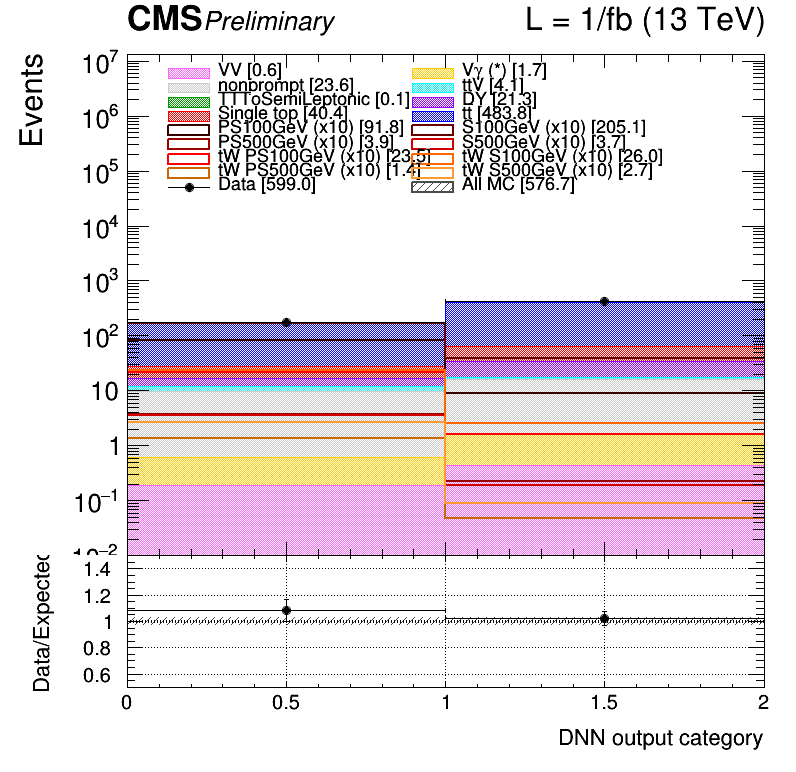 CMS Preliminary L = 1/fb (13 TeV)
Events
VV [0.6] Vγ (*) [1.7]
nonprompt [23.6] ttV [4.1]
TTToSemiLeptonic [0.1] DY [21.3]
Single top [40.4] tt [483.8]
PS100GeV (x10) [91.8] S100GeV (x10) [205.1]
PS500GeV (x10) [3.9] S500GeV (x10) [3.7]
tW PS100GeV (x10) [23.5] tW S100GeV (x10) [26.0]
tW PS500GeV (x10) [1.4] tW S500GeV (x10) [2.7]
Data [599.0] All MC [576.7]
10⁷
10⁶
10⁵
10⁴
10³
10²
10
1
10⁻¹
10⁻²
Data/Expected
1.4
1.2
1
0.8
0.6
0 0.5 1 1.5 2
DNN output category